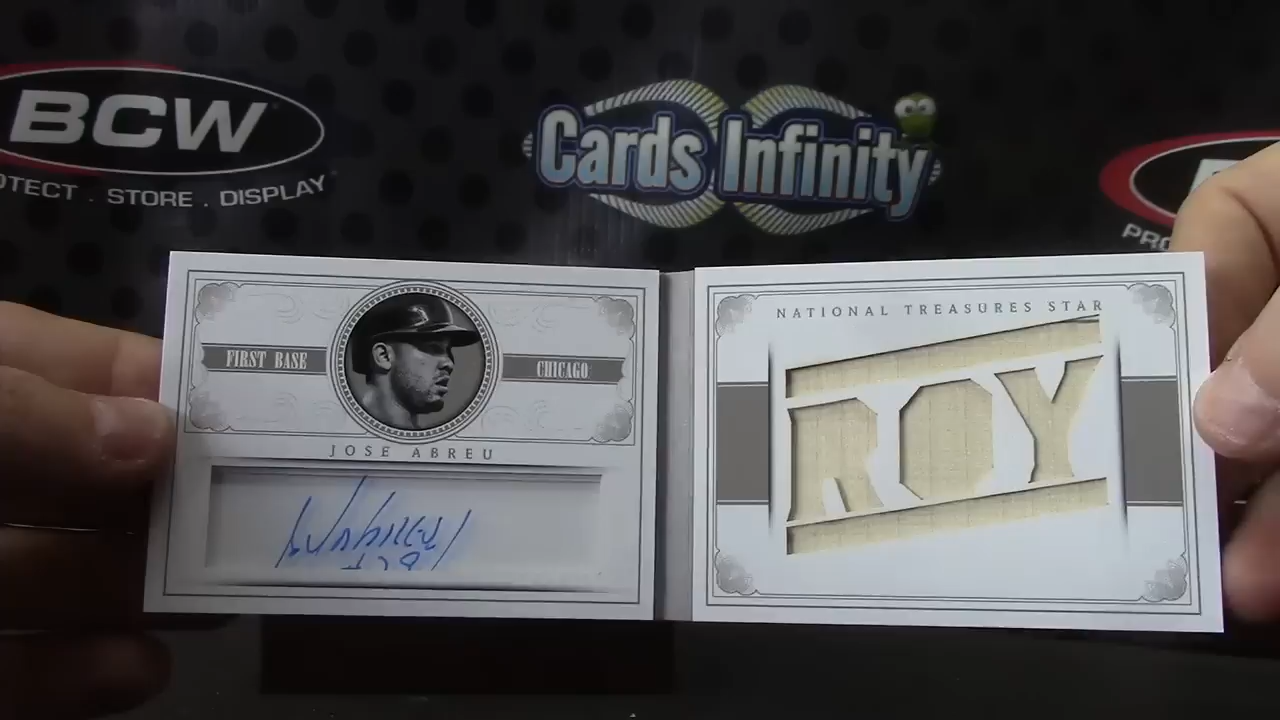 BCW
OTECT . STORE . DISPLAY
Cards Infinity
PRO
FIRST BASE
CHICAGO
JOSE ABREU
NATIONAL TREASURES STAR
ROY